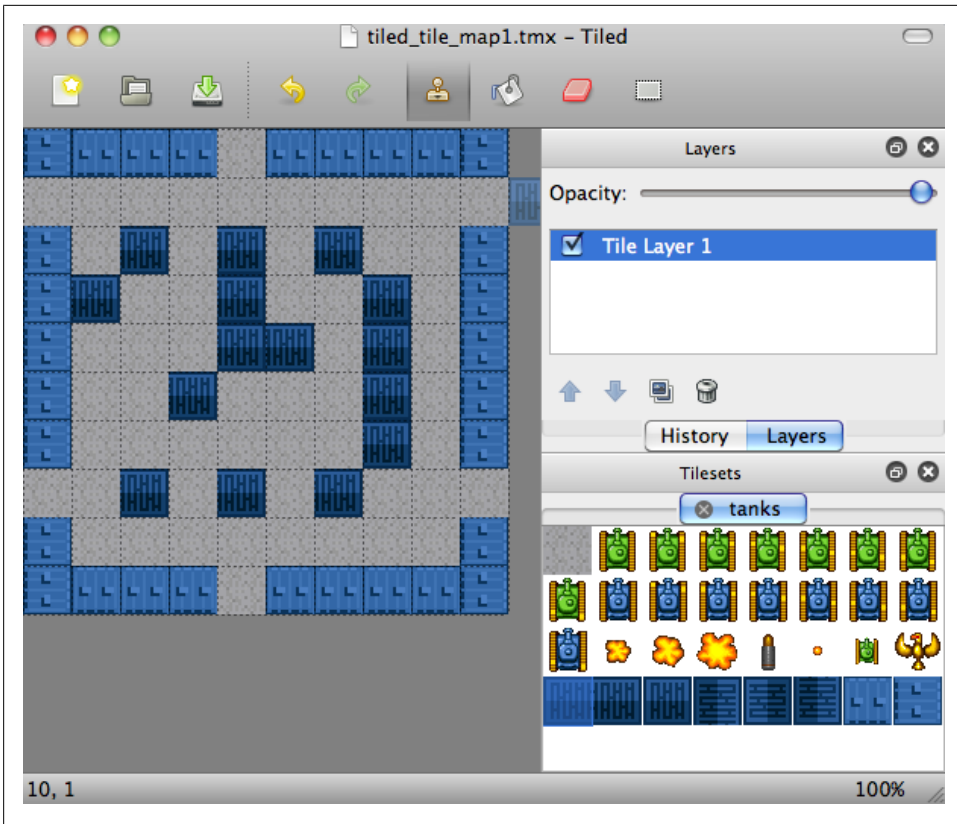 tiled_tile_map1.tmx – Tiled
Layers
Opacity:
Tile Layer 1
History Layers
Tilesets
tanks
10, 1 100%